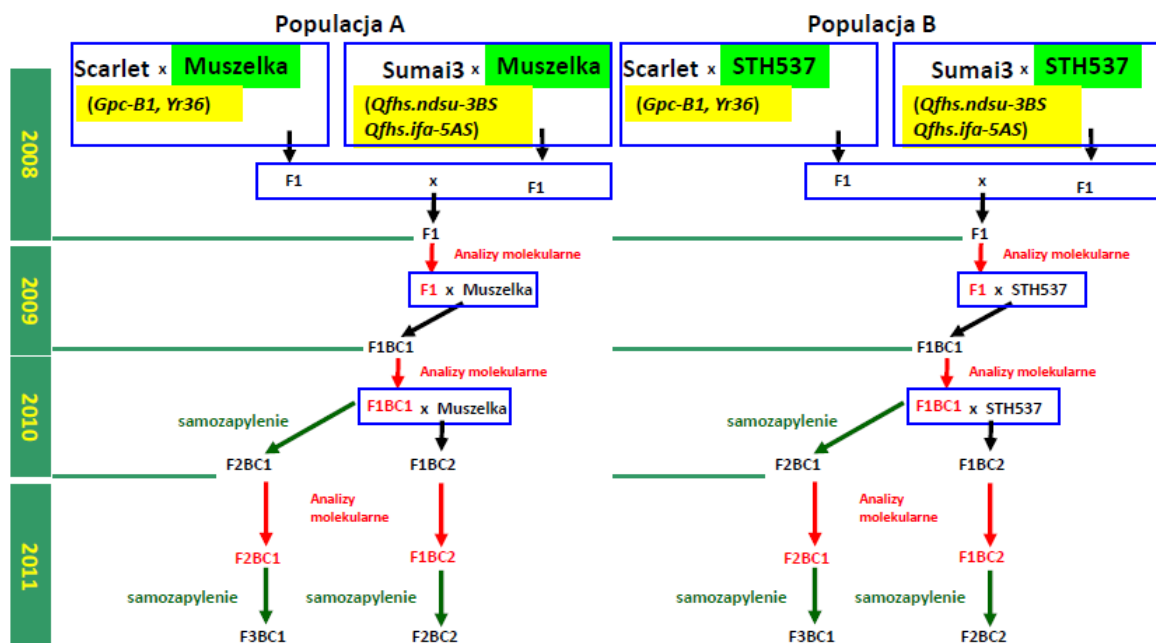 Populacja A
Populacja B
Scarlet x Muszelka
Sumai3 x Muszelka
Scarlet x STH537
Sumai3 x STH537
(Gpc-B1, Yr36)
(Qfhs.ndsu-3BS
Qfhs.ifa-5AS)
(Gpc-B1, Yr36)
(Qfhs.ndsu-3BS
Qfhs.ifa-5AS)
2008
F1 x F1
F1 x F1
F1
F1
Analizy molekularne
Analizy molekularne
2009
F1 x Muszelka
F1 x STH537
F1BC1
F1BC1
Analizy molekularne
Analizy molekularne
2010
F1BC1 x Muszelka
F1BC1 x STH537
samozapylenie
samozapylenie
F2BC1
F1BC2
F2BC1
F1BC2
2011
Analizy
molekularne
Analizy
molekularne
F2BC1
F1BC2
F2BC1
F1BC2
samozapylenie
samozapylenie
samozapylenie
samozapylenie
F3BC1
F2BC2
F3BC1
F2BC2